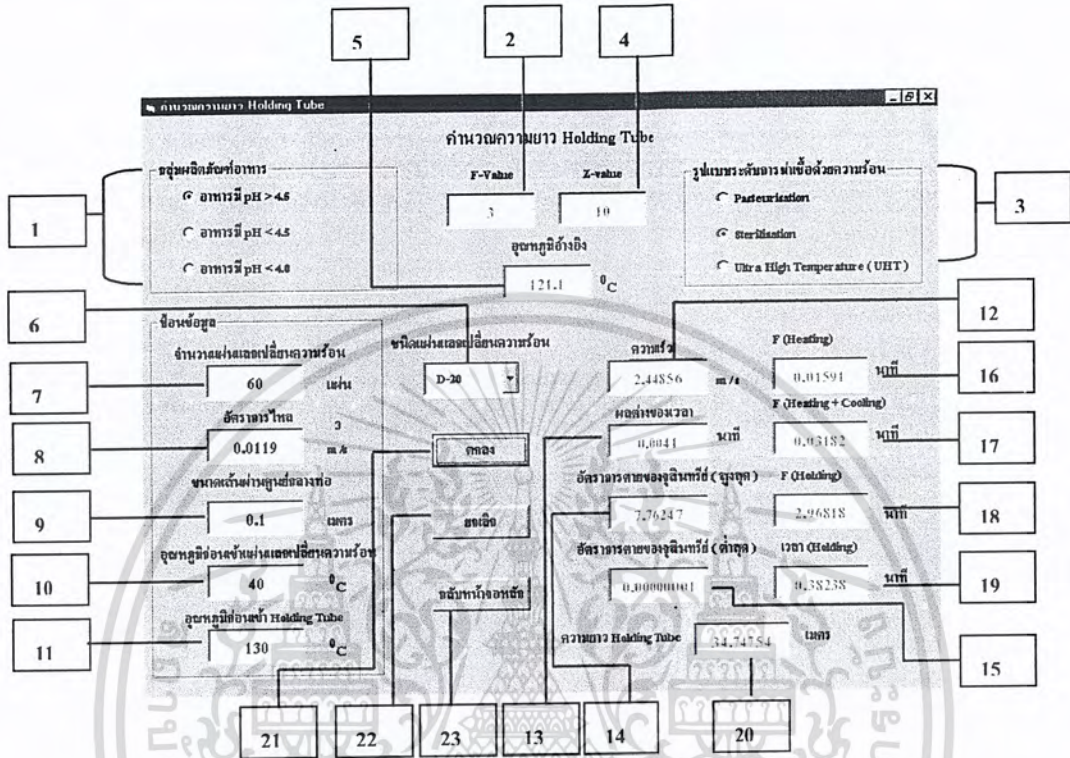 5
2
4
คำนวณความยาว Holding Tube
คำนวณความยาว Holding Tube
กลุ่มผลิตภัณฑ์อาหาร
อาหารมี pH > 4.5
อาหารมี pH < 4.5
อาหารมี pH < 4.0
1
F-Value
Z-value
3
10
อุณหภูมิอ้างอิง
121.1 ⁰C
รูปแบบระดับการฆ่าเชื้อด้วยความร้อน
Pasteurisation
Sterilisation
Ultra High Temperature ( UHT )
3
6
7
8
9
10
11
ป้อนข้อมูล
จำนวนแผ่นแลกเปลี่ยนความร้อน
60 แผ่น
อัตราการไหล
3
0.0119 m /s
ขนาดเส้นผ่านศูนย์กลางท่อ
0.1 เมตร
อุณหภูมิก่อนเข้าแผ่นแลกเปลี่ยนความร้อน
40 ⁰C
อุณหภูมิก่อนเข้า Holding Tube
130 ⁰C
ชนิดแผ่นแลกเปลี่ยนความร้อน
D-20
ตกลง
ยกเลิก
กลับหน้าจอหลัก
ความเร็ว
2.44856 m / s
ผลต่างของเวลา
0.0041 นาที
อัตราการตายของจุลินทรีย์ ( สูงสุด )
7.76247
อัตราการตายของจุลินทรีย์ ( ต่ำสุด )
0.00000001
F (Heating)
0.01591 นาที
F (Heating + Cooling)
0.03182 นาที
F (Holding)
2.96818 นาที
เวลา (Holding)
0.38238 นาที
ความยาว Holding Tube 34.74754 เมตร
12
16
17
18
19
15
21
22
23
13
14
20